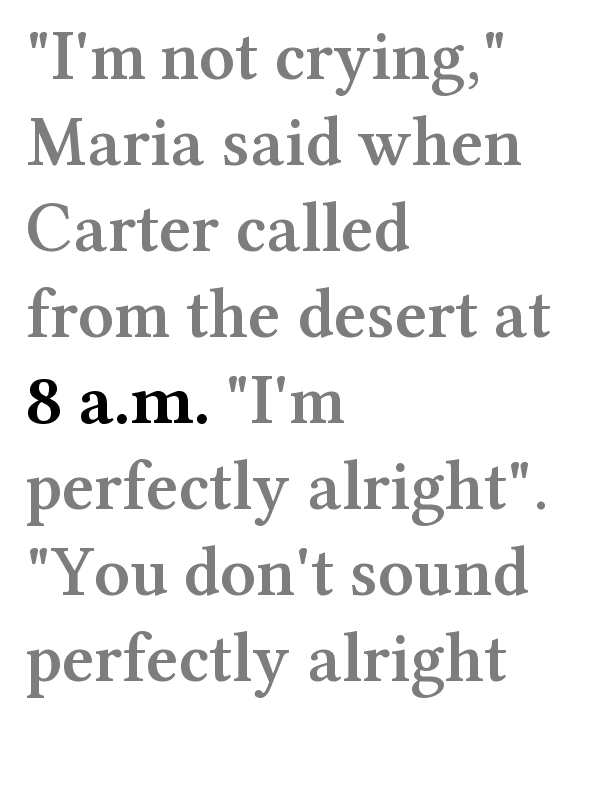 "I'm not crying,"
Maria said when
Carter called
from the desert at
8 a.m. "I'm
perfectly alright".
"You don't sound
perfectly alright